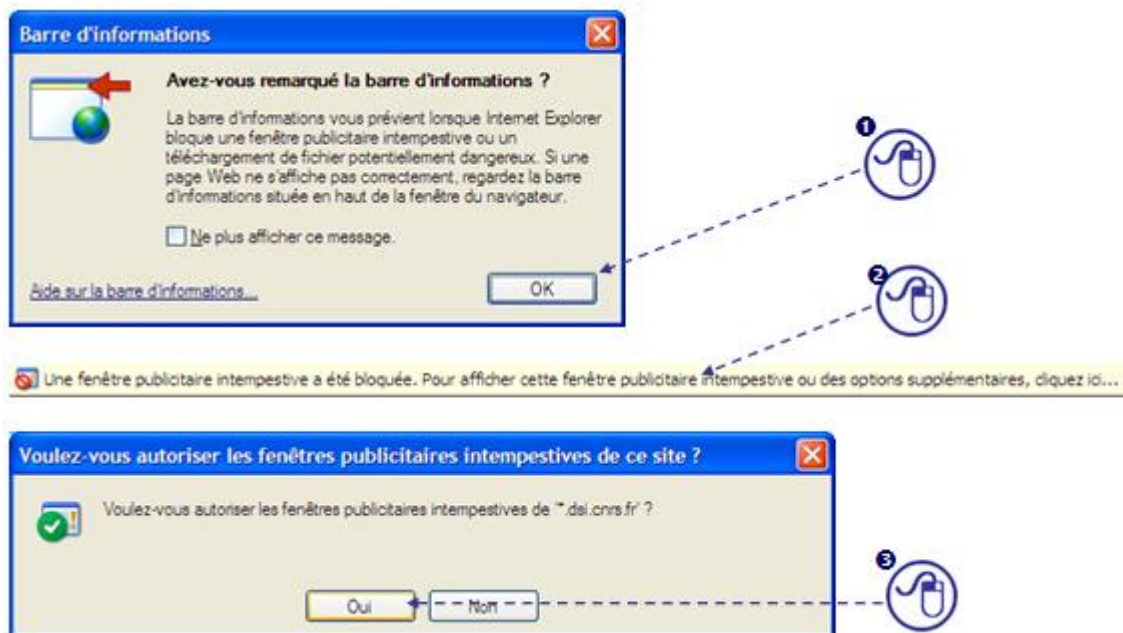 Barre d'informations
Avez-vous remarqué la barre d'informations ?
La barre d'informations vous prévient lorsque Internet Explorer
bloque une fenêtre publicitaire intempestive ou un
téléchargement de fichier potentiellement dangereux. Si une
page Web ne s'affiche pas correctement, regardez la barre
d'informations située en haut de la fenêtre du navigateur.
Ne plus afficher ce message.
Aide sur la barre d'informations...
OK
1
2
Une fenêtre publicitaire intempestive a été bloquée. Pour afficher cette fenêtre publicitaire intempestive ou des options supplémentaires, cliquez ici...
Voulez-vous autoriser les fenêtres publicitaires intempestives de ce site ?
Voulez-vous autoriser les fenêtres publicitaires intempestives de '*.dsi.cnrs.fr' ?
3
Oui Non